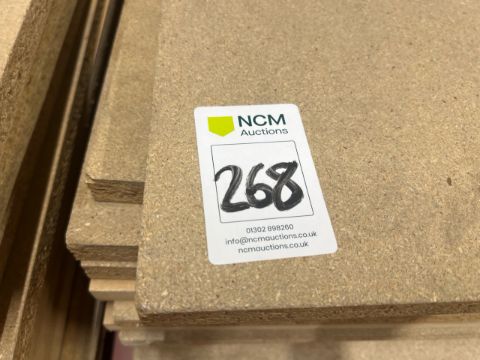 NCM
Auctions
268
01302 898260
info@ncmauctions.co.uk
ncmauctions.co.uk